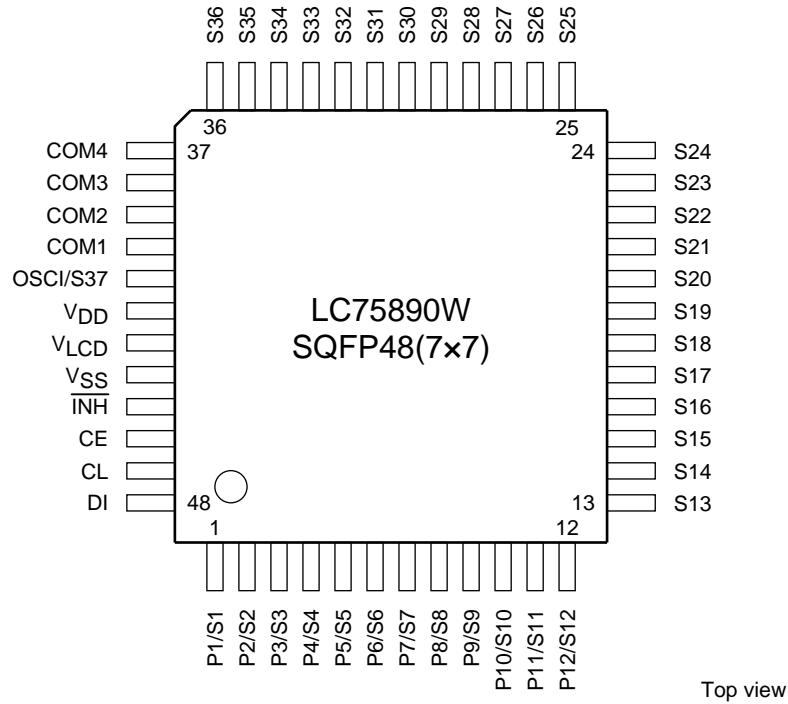 S36
S35
S34
S33
S32
S31
S30
S29
S28
S27
S26
S25
36
25
COM4
37
24
S24
COM3
S23
COM2
S22
COM1
S21
OSCI/S37
S20
VDD
S19
LC75890W
VLCD
S18
SQFP48(7×7)
VSS
S17
INH
S16
CE
S15
CL
S14
DI
48
13
S13
1
12
P1/S1
P2/S2
P3/S3
P4/S4
P5/S5
P6/S6
P7/S7
P8/S8
P9/S9
P10/S10
P11/S11
P12/S12
Top view